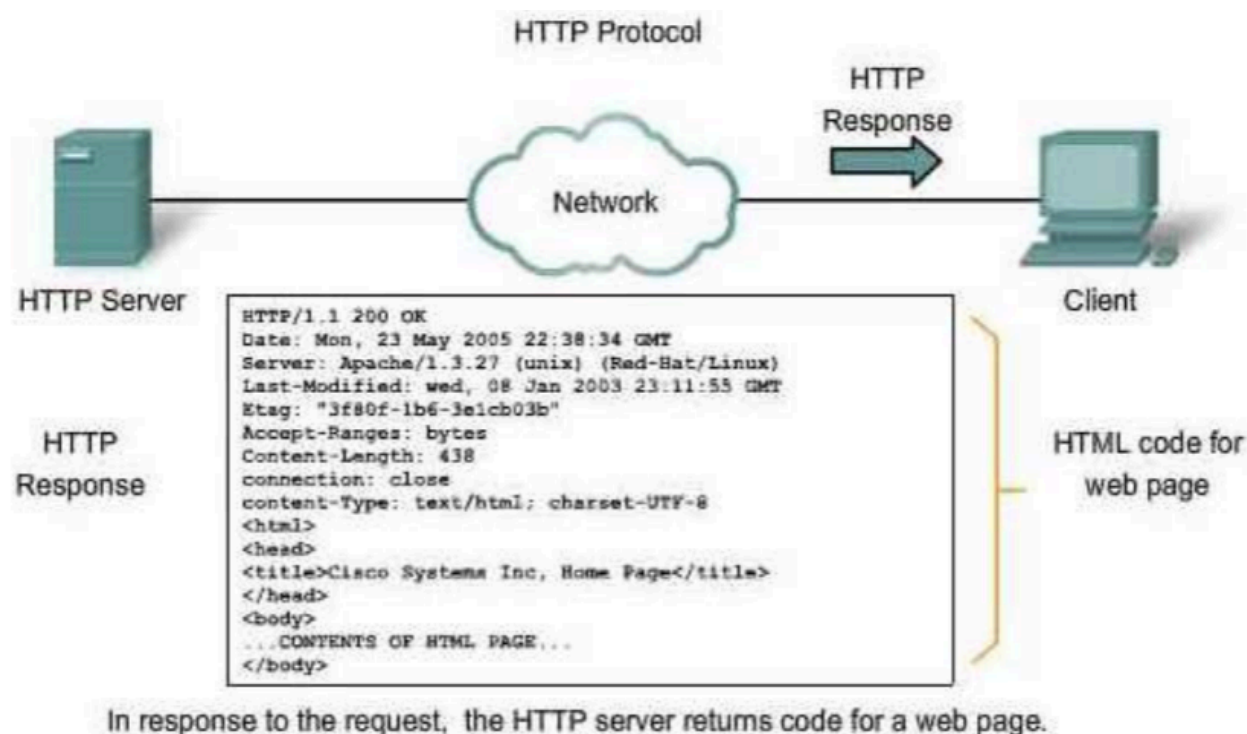 HTTP Protocol
HTTP
Response
Network
HTTP Server
Client
HTTP/1.1 200 OK
Date: Mon, 23 May 2005 22:38:34 GMT
Server: Apache/1.3.27 (unix) (Red-Hat/Linux)
Last-Modified: wed, 08 Jan 2003 23:11:55 GMT
Etag: "3f80f-1b6-3e1cb03b"
Accept-Ranges: bytes
Content-Length: 438
connection: close
content-Type: text/html; charset-UTF-8
<html>
<head>
<title>Cisco Systems Inc, Home Page</title>
</head>
<body>
...CONTENTS OF HTML PAGE...
</body>
HTTP
Response
HTML code for
web page
In response to the request, the HTTP server returns code for a web page.